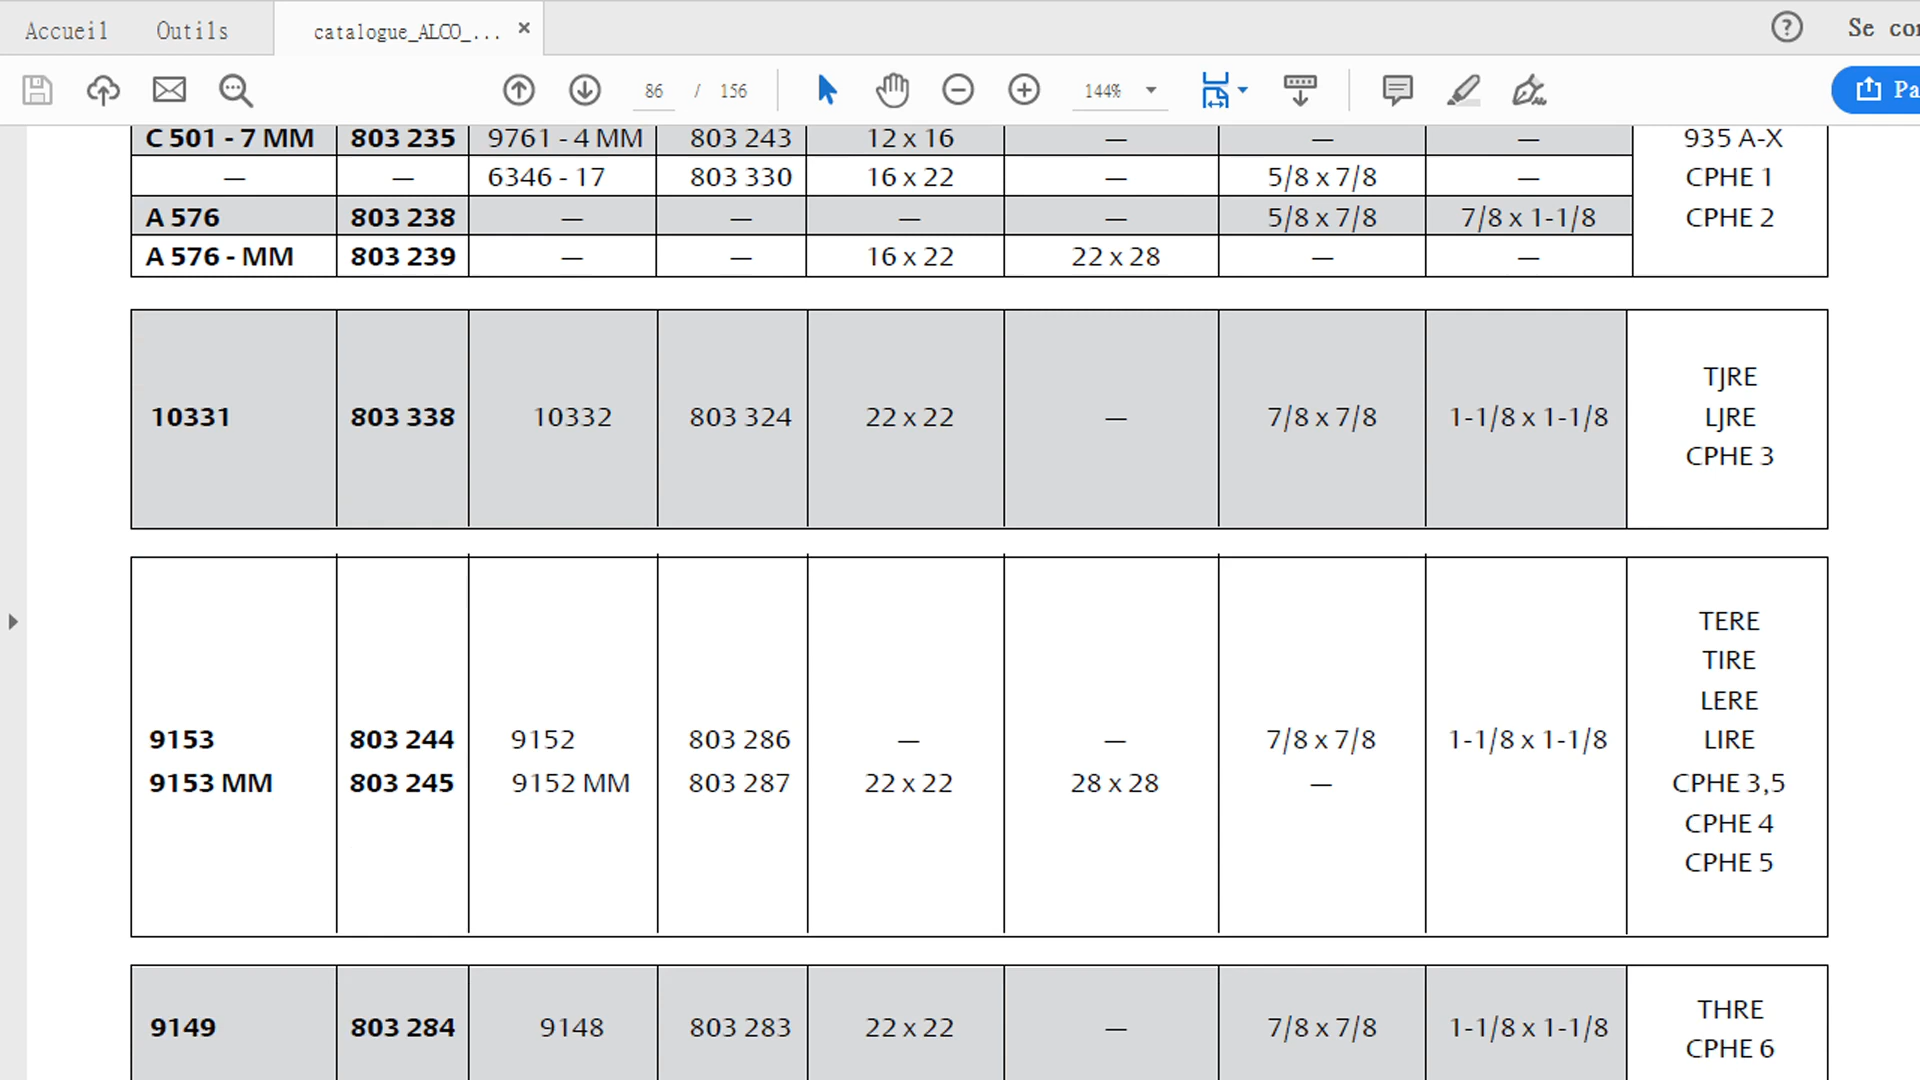 Accueil Outils catalogue_ALCO_... × ? Se con
86 / 156 144% Pa
C 501 - 7 MM 803 235 9761 - 4 MM 803 243 12 x 16 — — — 935 A-X
— — 6346 - 17 803 330 16 x 22 — 5/8 x 7/8 — CPHE 1
A 576 803 238 — — — — 5/8 x 7/8 7/8 x 1-1/8 CPHE 2
A 576 - MM 803 239 — — 16 x 22 22 x 28 — —
TJRE
10331 803 338 10332 803 324 22 x 22 — 7/8 x 7/8 1-1/8 x 1-1/8 LJRE
CPHE 3
TERE
TIRE
LERE
9153 803 244 9152 803 286 — — 7/8 x 7/8 1-1/8 x 1-1/8 LIRE
9153 MM 803 245 9152 MM 803 287 22 x 22 28 x 28 — CPHE 3,5
CPHE 4
CPHE 5
THRE
9149 803 284 9148 803 283 22 x 22 — 7/8 x 7/8 1-1/8 x 1-1/8
CPHE 6